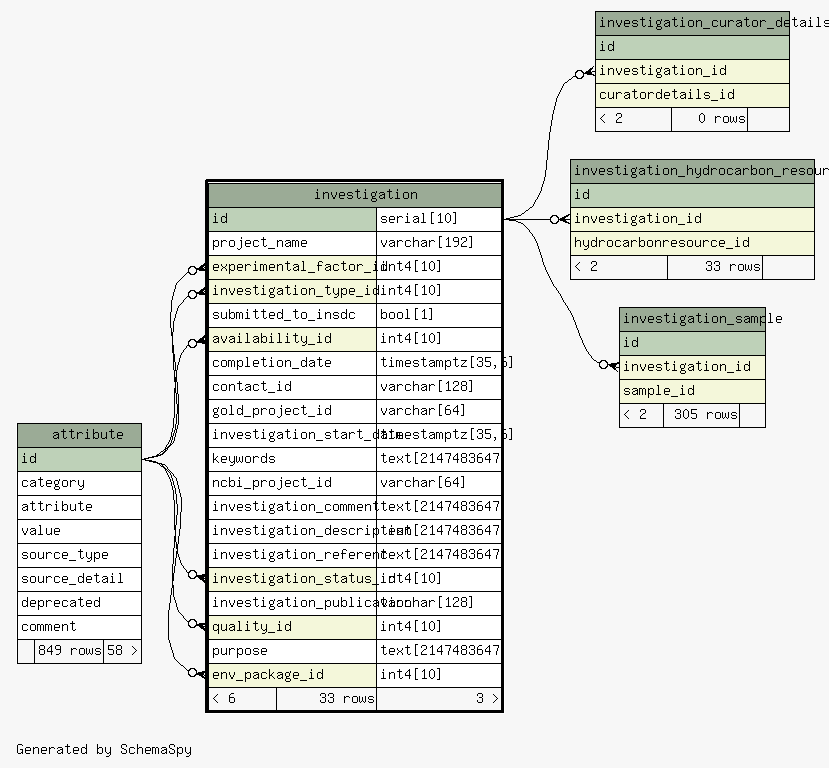 investigation_curator_details
id
investigation_id
curatordetails_id
< 2 0 rows
investigation_hydrocarbon_resour
id
investigation_id
hydrocarbonresource_id
< 2 33 rows
investigation_sample
id
investigation_id
sample_id
< 2 305 rows
investigation
id serial[10]
project_name varchar[192]
experimental_factor_id int4[10]
investigation_type_id int4[10]
submitted_to_insdc bool[1]
availability_id int4[10]
completion_date timestamptz[35,6]
contact_id varchar[128]
gold_project_id varchar[64]
investigation_start_date timestamptz[35,6]
keywords text[2147483647
ncbi_project_id varchar[64]
investigation_comment text[2147483647
investigation_description text[2147483647
investigation_reference text[2147483647
investigation_status_id int4[10]
investigation_publication varchar[128]
quality_id int4[10]
purpose text[2147483647
env_package_id int4[10]
< 6 33 rows 3 >
attribute
id
category
attribute
value
source_type
source_detail
deprecated
comment
849 rows 58 >
Generated by SchemaSpy